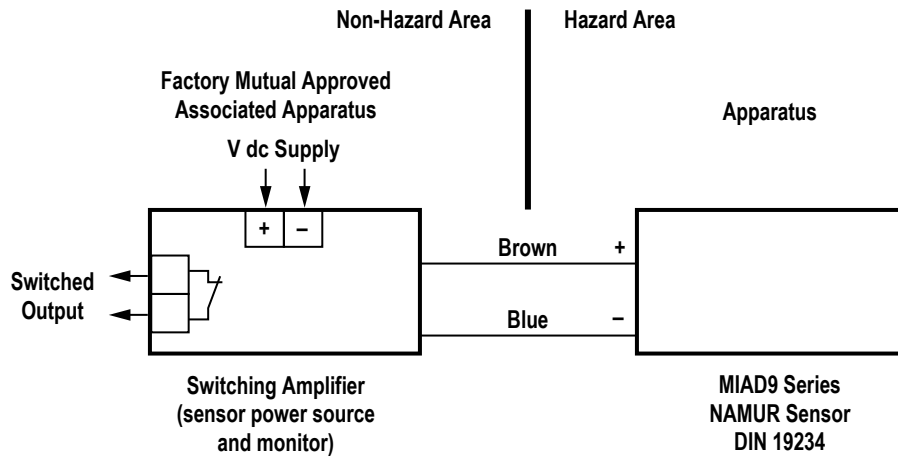 Non-Hazard Area
Hazard Area
Factory Mutual Approved
Associated Apparatus
V dc Supply
Apparatus
+ –
Brown +
Switched
Output
Blue –
Switching Amplifier
(sensor power source
and monitor)
MIAD9 Series
NAMUR Sensor
DIN 19234